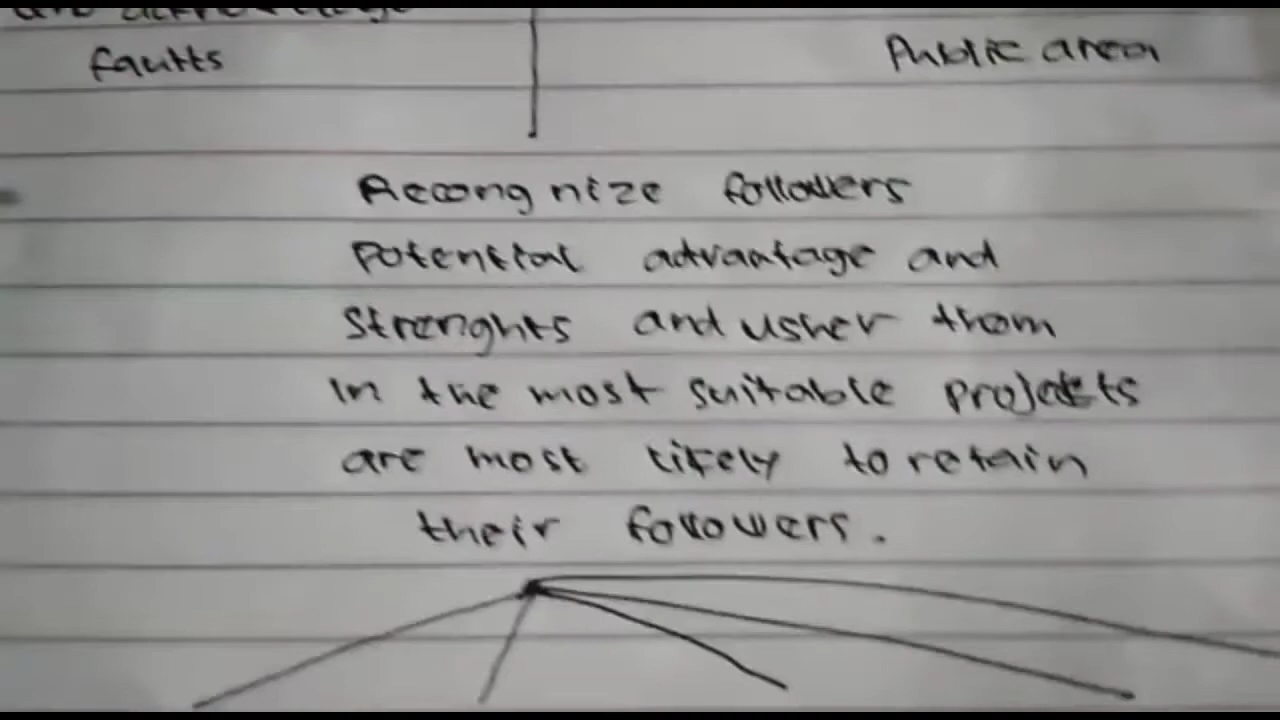 faults
Public area
Recongnize followers
Potential advantage and
Strenghts and usher them
in the most suitable projects
are most likely to retain
their followers.